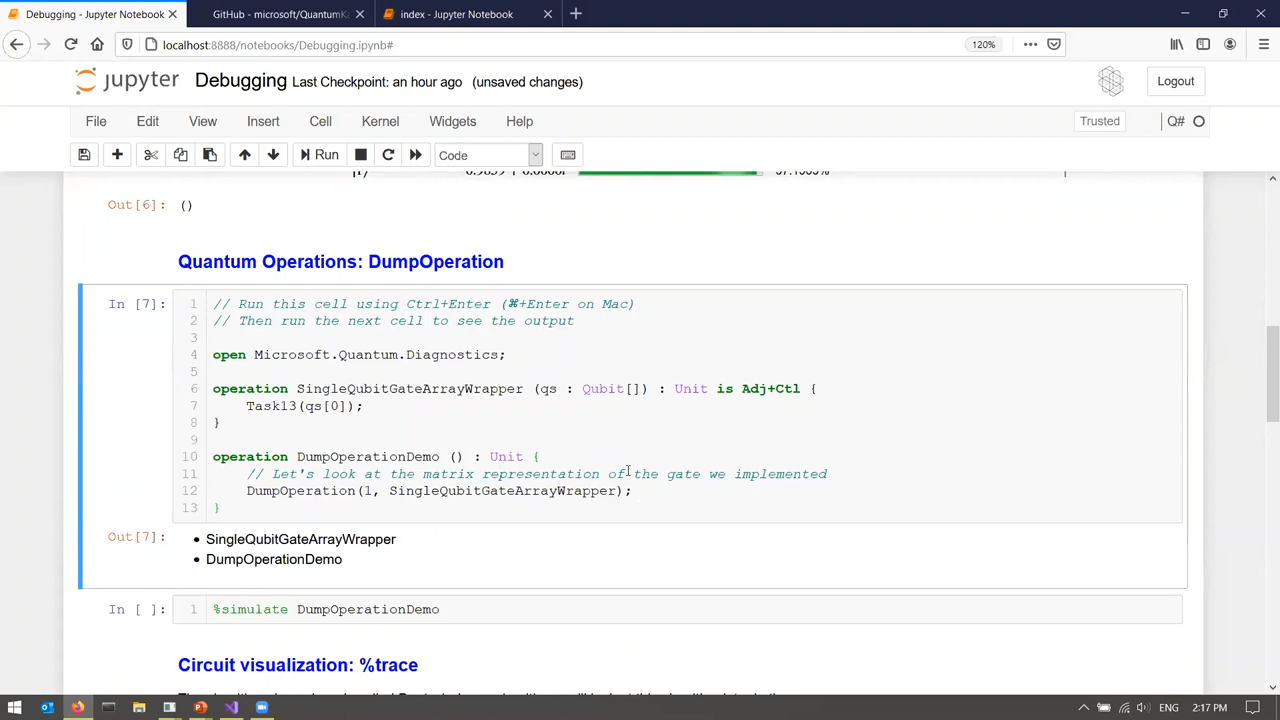 Debugging - Jupyter Notebook
GitHub - microsoft/QuantumKa
index - Jupyter Notebook
localhost:8888/notebooks/Debugging.ipynb#
120%
jupyter Debugging Last Checkpoint: an hour ago (unsaved changes)
Logout
File Edit View Insert Cell Kernel Widgets Help
Trusted
Q#
Run
Code
Out[6]: ()
Quantum Operations: DumpOperation
In [7]:
1 // Run this cell using Ctrl+Enter (⌘+Enter on Mac)
2 // Then run the next cell to see the output
3
4 open Microsoft.Quantum.Diagnostics;
5
6 operation SingleQubitGateArrayWrapper (qs : Qubit[]) : Unit is Adj+Ctl {
7 Task13(qs[0]);
8 }
9
10 operation DumpOperationDemo () : Unit {
11 // Let's look at the matrix representation of the gate we implemented
12 DumpOperation(1, SingleQubitGateArrayWrapper);
13 }
Out[7]:
• SingleQubitGateArrayWrapper
• DumpOperationDemo
In [ ]: 1 %simulate DumpOperationDemo
Circuit visualization: %trace
ENG 2:17 PM